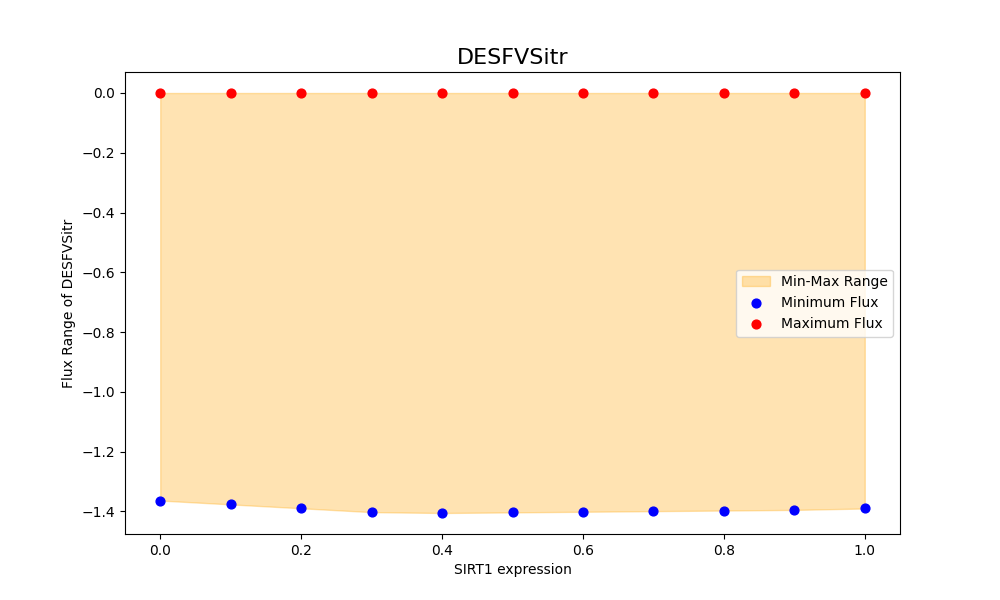 DESFVSitr
Flux Range of DESFVSitr
0.0
−0.2
−0.4
−0.6
−0.8
−1.0
−1.2
−1.4
Min-Max Range
Minimum Flux
Maximum Flux
0.0 0.2 0.4 0.6 0.8 1.0
SIRT1 expression